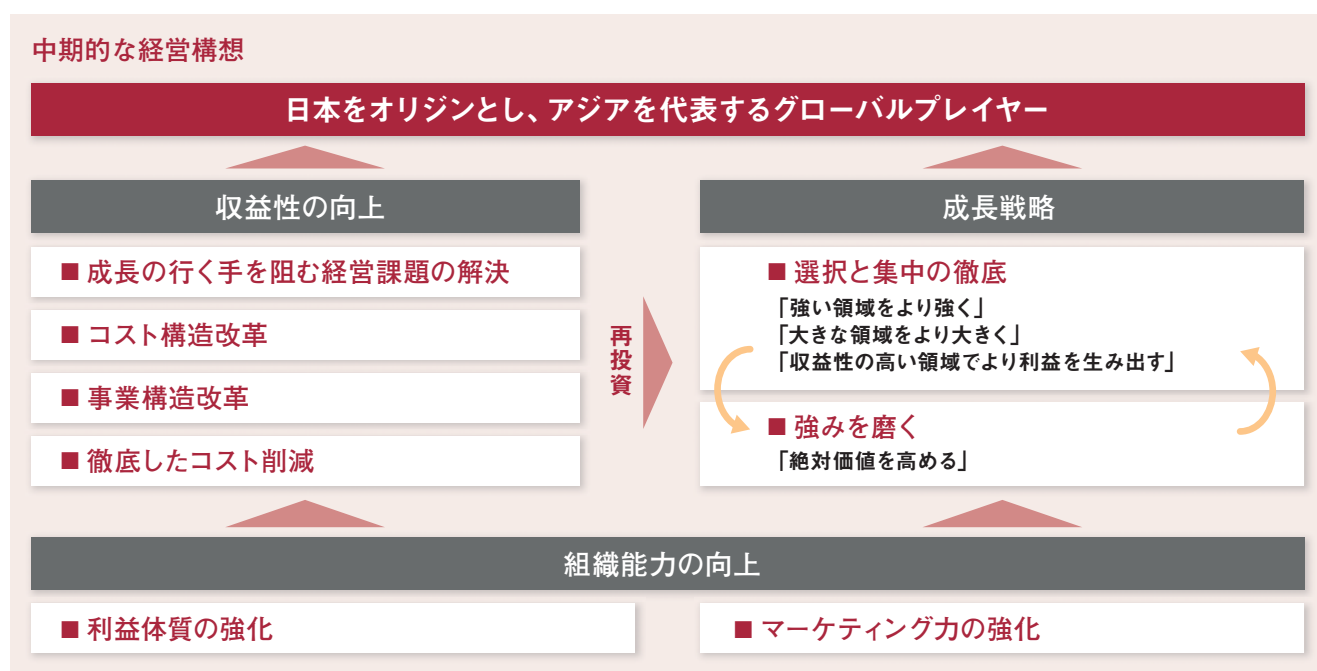 中期的な経営構想
日本をオリジンとし、アジアを代表するグローバルプレイヤー
収益性の向上
■ 成長の行く手を阻む経営課題の解決
■ コスト構造改革
■ 事業構造改革
■ 徹底したコスト削減
再投資
成長戦略
■ 選択と集中の徹底
「強い領域をより強く」
「大きな領域をより大きく」
「収益性の高い領域でより利益を生み出す」
■ 強みを磨く
「絶対価値を高める」
組織能力の向上
■ 利益体質の強化
■ マーケティング力の強化